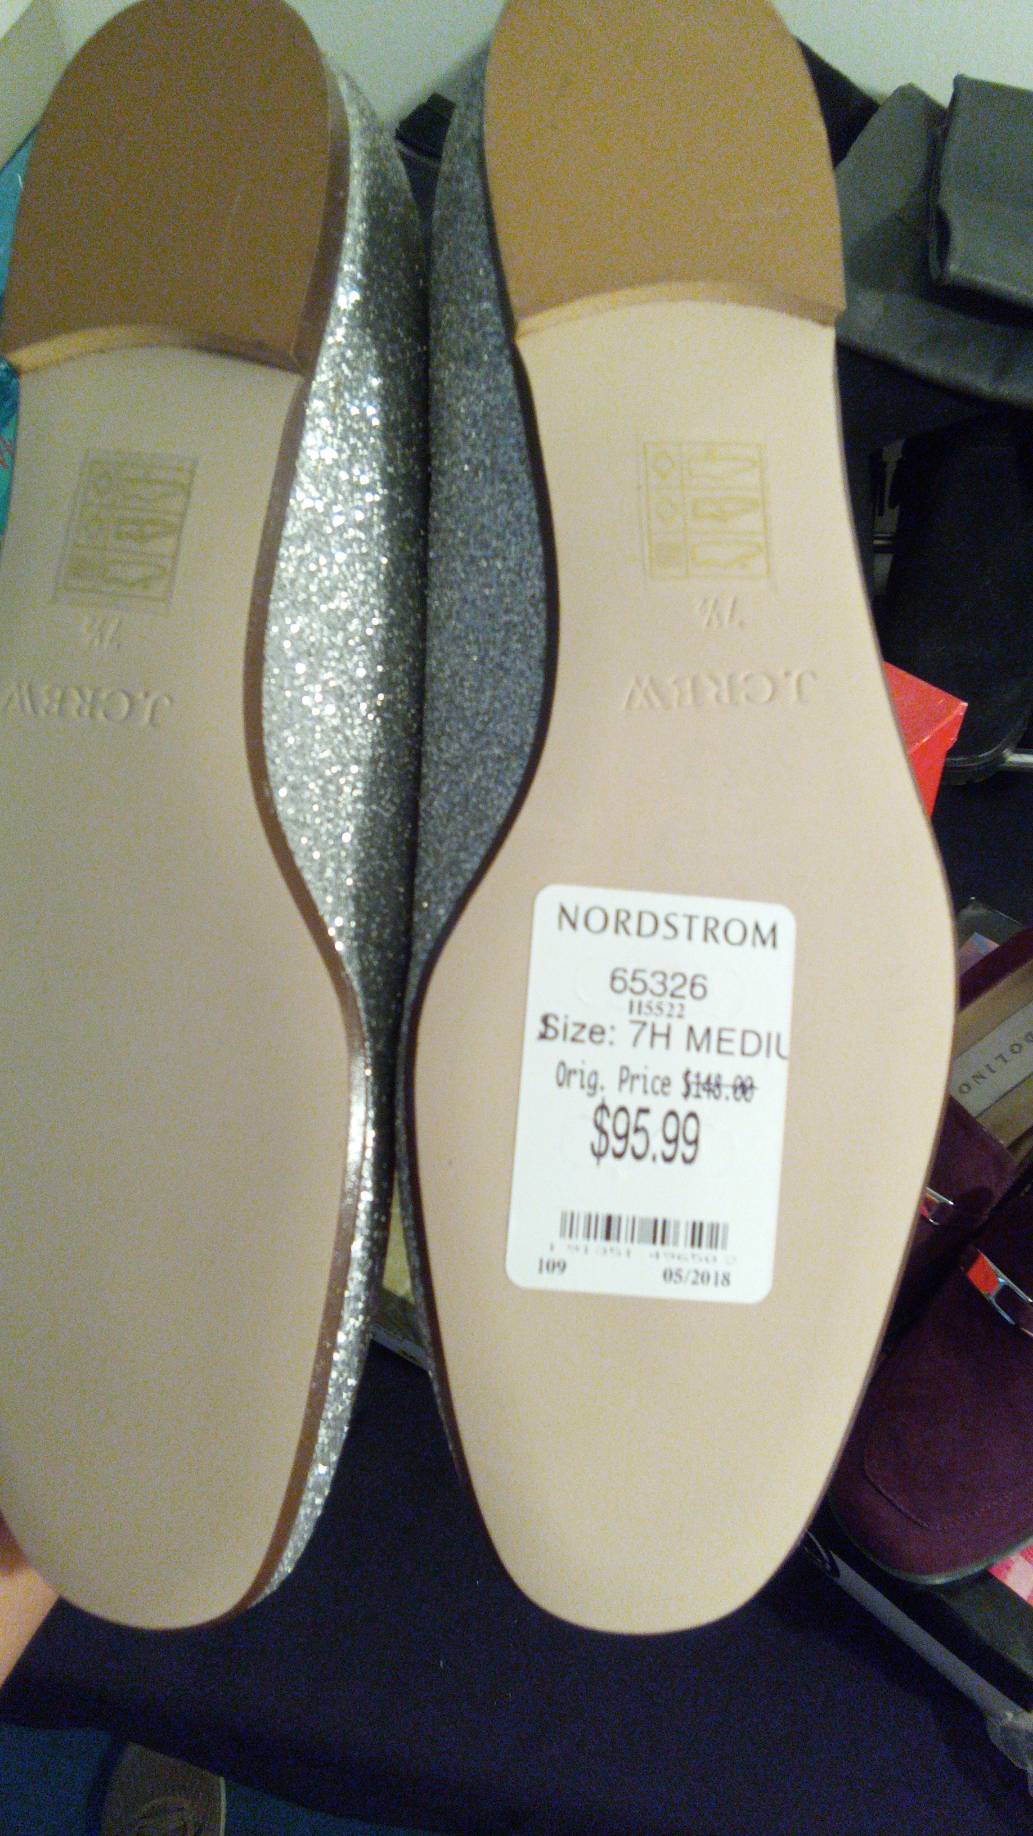 7½
J.CREW
7½
J.CREW
NORDSTROM
65326
H5522
Size: 7H MEDIU
Orig. Price $148.00
$95.99
109 05/2018